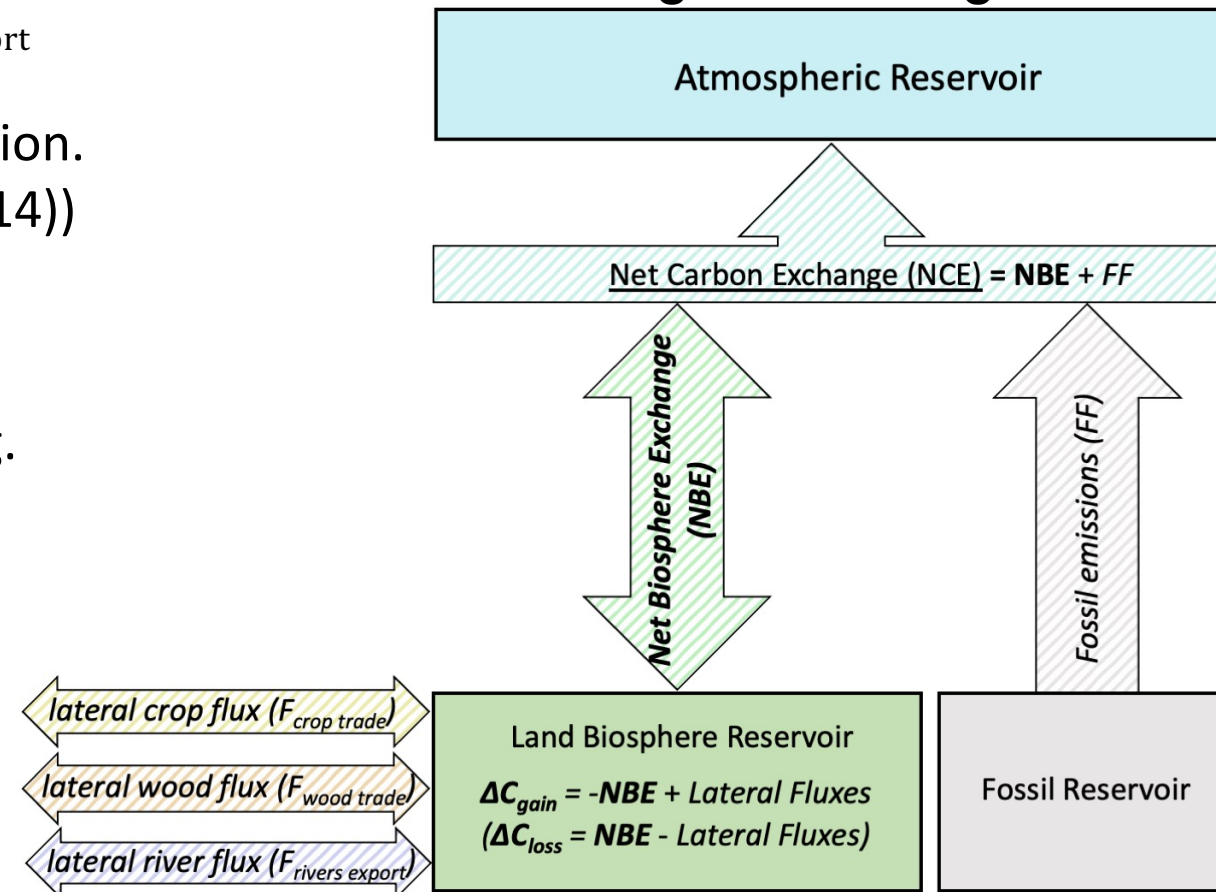 ort
ion.
14))
g.
Atmospheric Reservoir
Net Carbon Exchange (NCE) = NBE + FF
Net Biosphere Exchange
(NBE)
Fossil emissions (FF)
lateral crop flux (F_crop trade)
lateral wood flux (F_wood trade)
lateral river flux (F_rivers export)
Land Biosphere Reservoir
ΔC_gain = -NBE + Lateral Fluxes
(ΔC_loss = NBE - Lateral Fluxes)
Fossil Reservoir